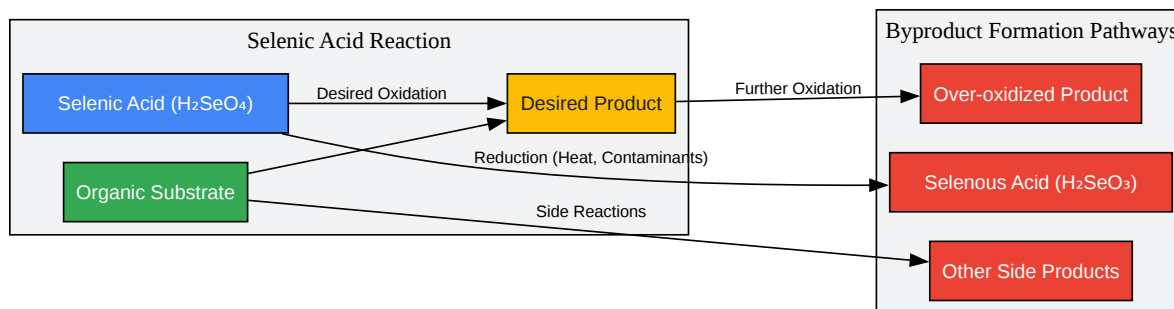 Selenic Acid Reaction
Byproduct Formation Pathways
Selenic Acid (H₂SeO₄)
Desired Oxidation
Desired Product
Further Oxidation
Over-oxidized Product
Reduction (Heat, Contaminants)
Selenous Acid (H₂SeO₃)
Organic Substrate
Side Reactions
Other Side Products